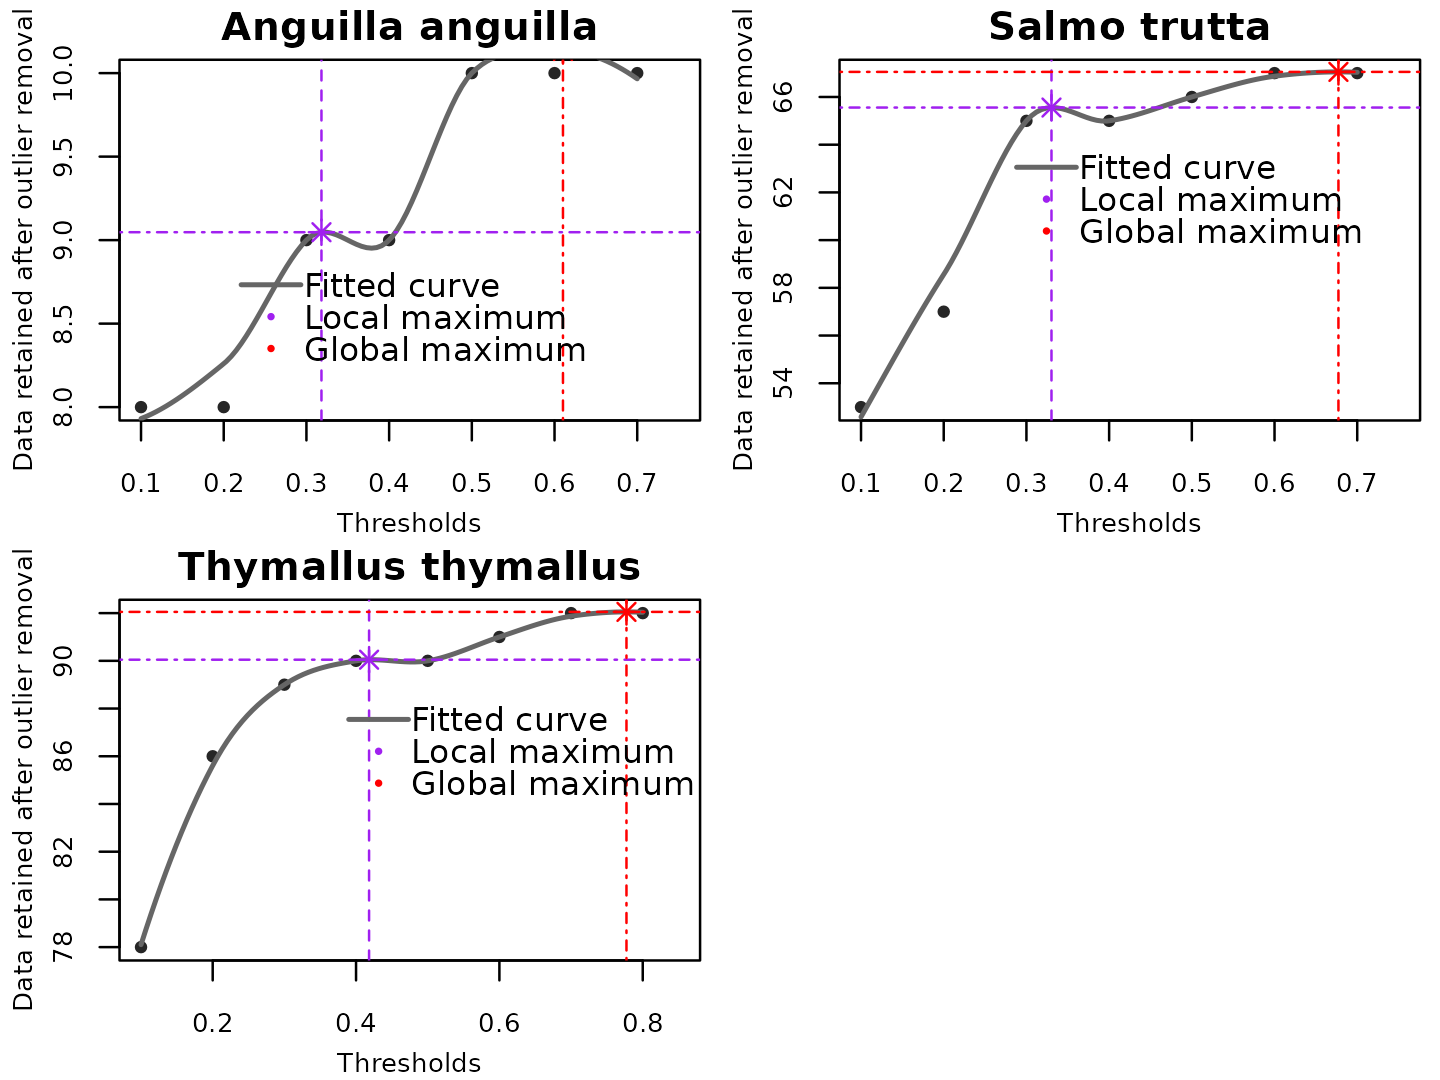 Anguilla anguilla
Data retained after outlier removal
10.0
9.5
9.0
8.5
8.0
Fitted curve
Local maximum
Global maximum
0.1 0.2 0.3 0.4 0.5 0.6 0.7
Thresholds
Salmo trutta
Data retained after outlier removal
66
62
58
54
Fitted curve
Local maximum
Global maximum
0.1 0.2 0.3 0.4 0.5 0.6 0.7
Thresholds
Thymallus thymallus
Data retained after outlier removal
90
86
82
78
Fitted curve
Local maximum
Global maximum
0.2 0.4 0.6 0.8
Thresholds